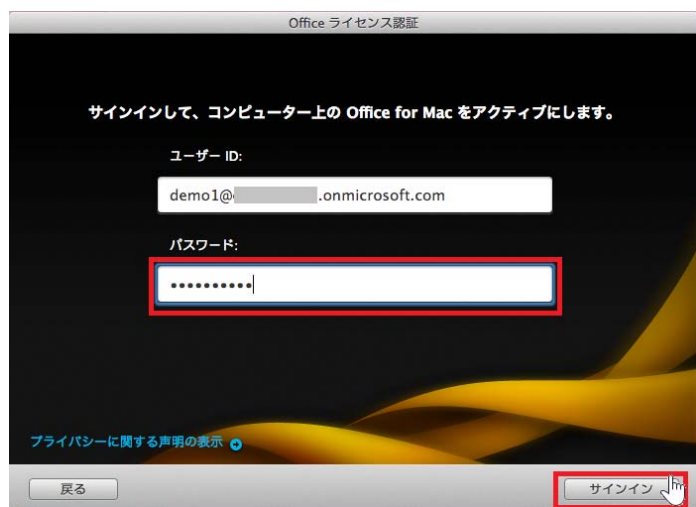 Office ライセンス認証
サインインして、コンピューター上の Office for Mac をアクティブにします。
ユーザー ID:
demo1@ .onmicrosoft.com
パスワード:
••••••••••
プライバシーに関する声明の表示
戻る
サインイン